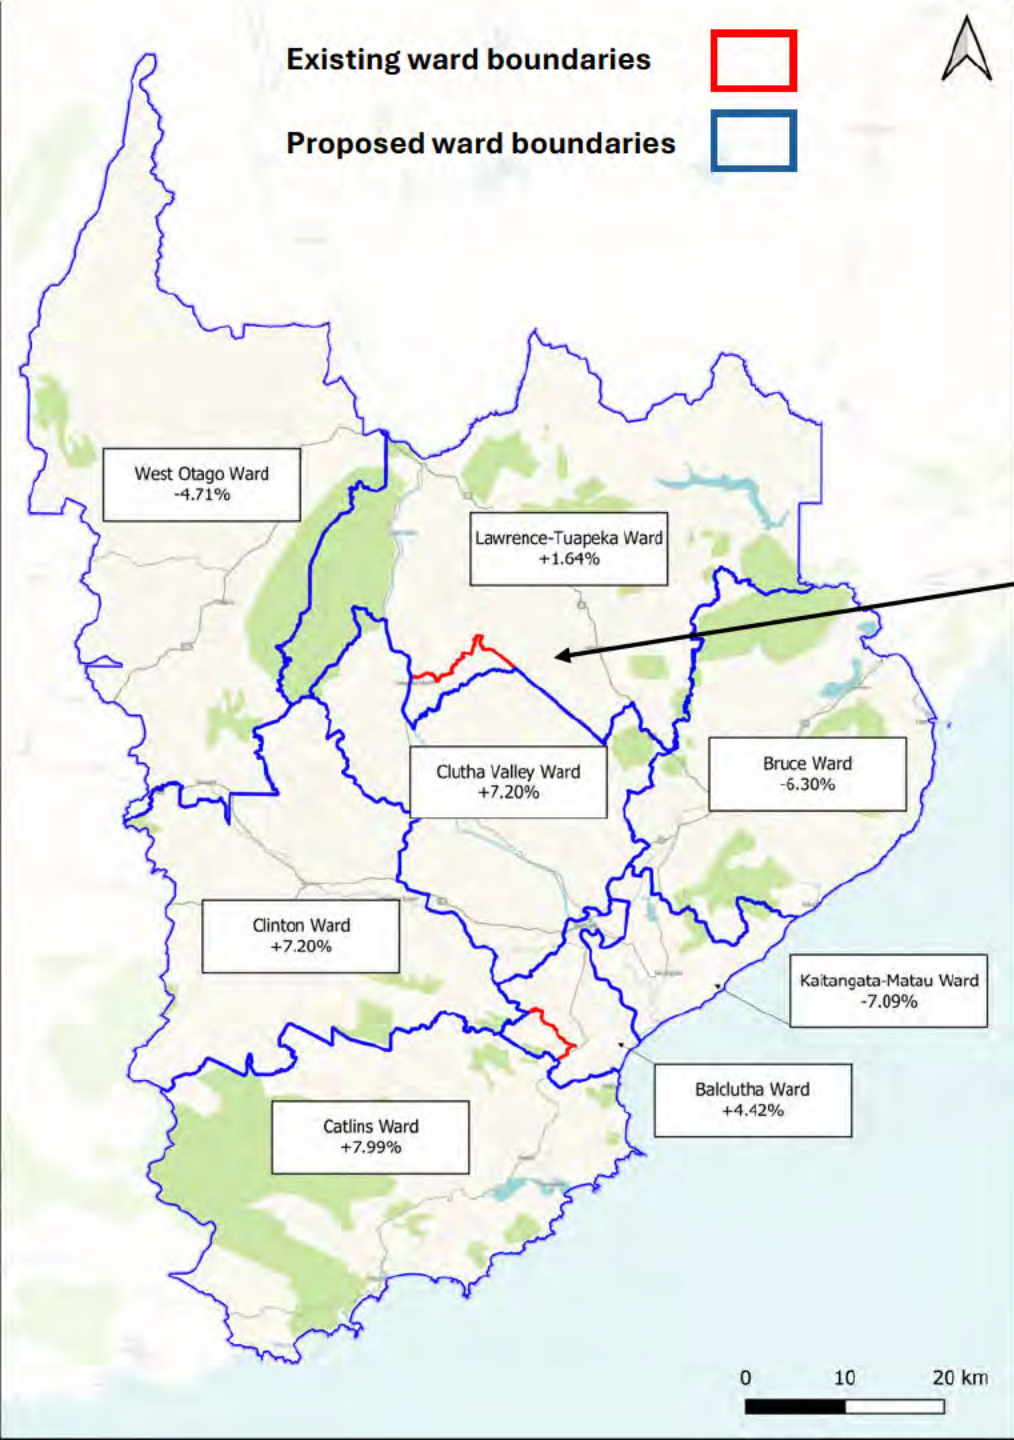 Existing ward boundaries
Proposed ward boundaries
West Otago Ward
-4.71%
Lawrence-Tuapeka Ward
+1.64%
Clutha Valley Ward
+7.20%
Bruce Ward
-6.30%
Clinton Ward
+7.20%
Kaitangata-Matau Ward
-7.09%
Balclutha Ward
+4.42%
Catlins Ward
+7.99%
0 10 20 km